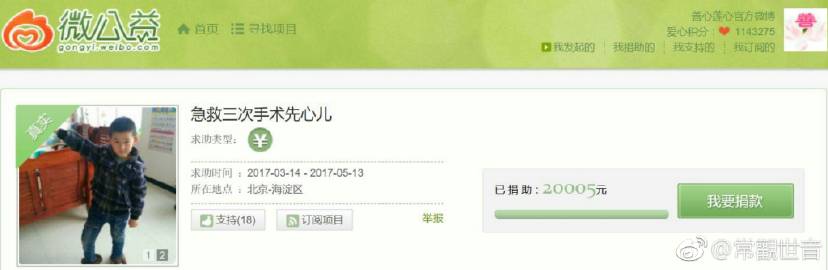 微公益
gongyi.weibo.com
首页
寻找项目
善心莲心官方微博
爱心积分：1143275
我发起的
我捐助的
我支持的
我订阅的
善
真实
急救三次手术先心儿
求助类型：
¥
求助时间：2017-03-14 - 2017-05-13
所在地点：北京-海淀区
支持(18)
订阅项目
举报
1 2
已捐助：20005元
我要捐款
@常觀世音